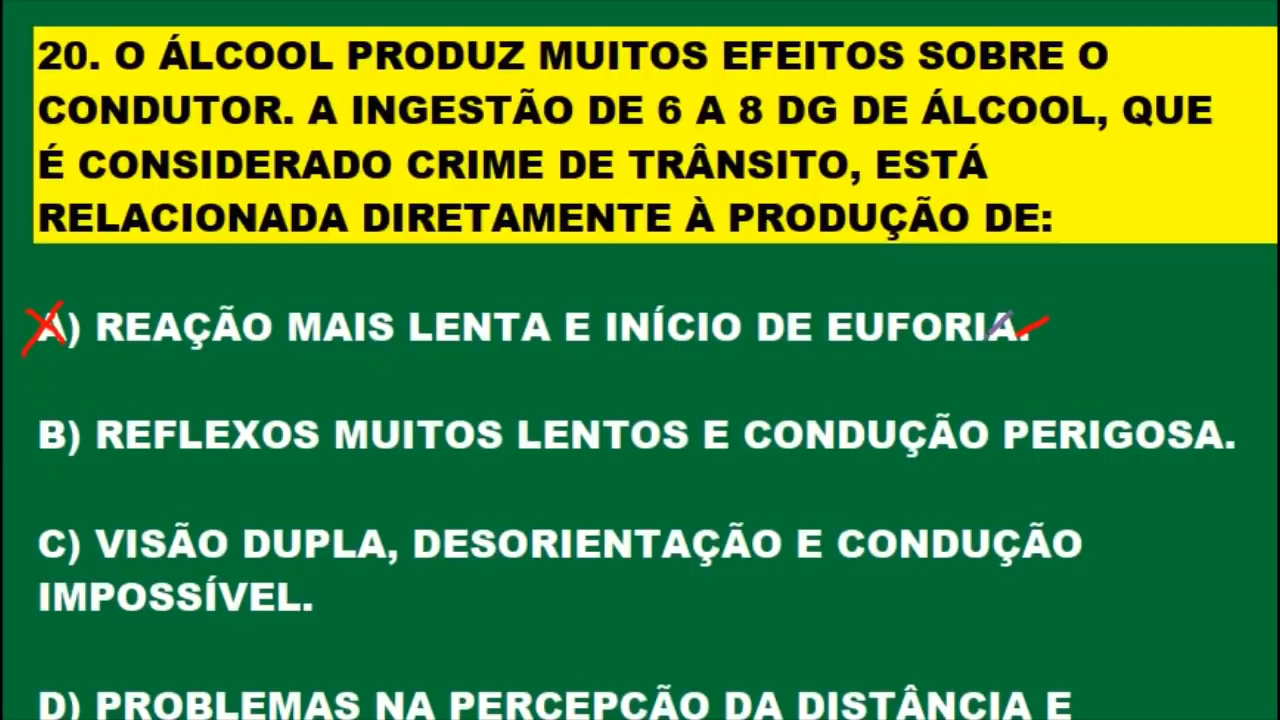 20. O ÁLCOOL PRODUZ MUITOS EFEITOS SOBRE O
CONDUTOR. A INGESTÃO DE 6 A 8 DG DE ÁLCOOL, QUE
É CONSIDERADO CRIME DE TRÂNSITO, ESTÁ
RELACIONADA DIRETAMENTE À PRODUÇÃO DE:
A) REAÇÃO MAIS LENTA E INÍCIO DE EUFORIA.
B) REFLEXOS MUITOS LENTOS E CONDUÇÃO PERIGOSA.
C) VISÃO DUPLA, DESORIENTAÇÃO E CONDUÇÃO
IMPOSSÍVEL.
D) PROBLEMAS NA PERCEPÇÃO DA DISTÂNCIA E